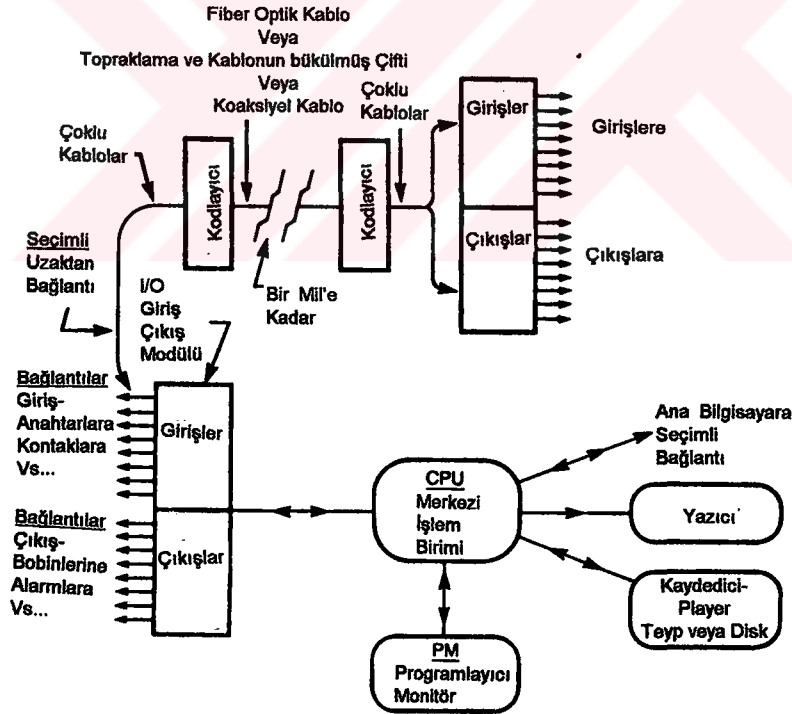 Fiber Optik Kablo
Veya
Topraklama ve Kablonun bükülmüş Çifti
Veya
Koaksiyel Kablo
Çoklu
Kablolar
Çoklu
Kablolar
Kodlayıcı
Kodlayıcı
Girişler
Girişlere
Çıkışlar
Çıkışlara
Seçimli
Uzaktan
Bağlantı
I/O
Giriş
Çıkış
Modülü
Bir Mil'e
Kadar
Bağlantılar
Giriş-
Anahtarlara
Kontaklara
Vs...
Girişler
Bağlantılar
Çıkış-
Bobinlerine
Alarmlara
Vs...
Çıkışlar
CPU
Merkezi
İşlem
Birimi
Ana Bilgisayara
Seçimli
Bağlantı
Yazıcı
Kaydedici-
Player
Teyp veya Disk
PM
Programlayıcı
Monitör